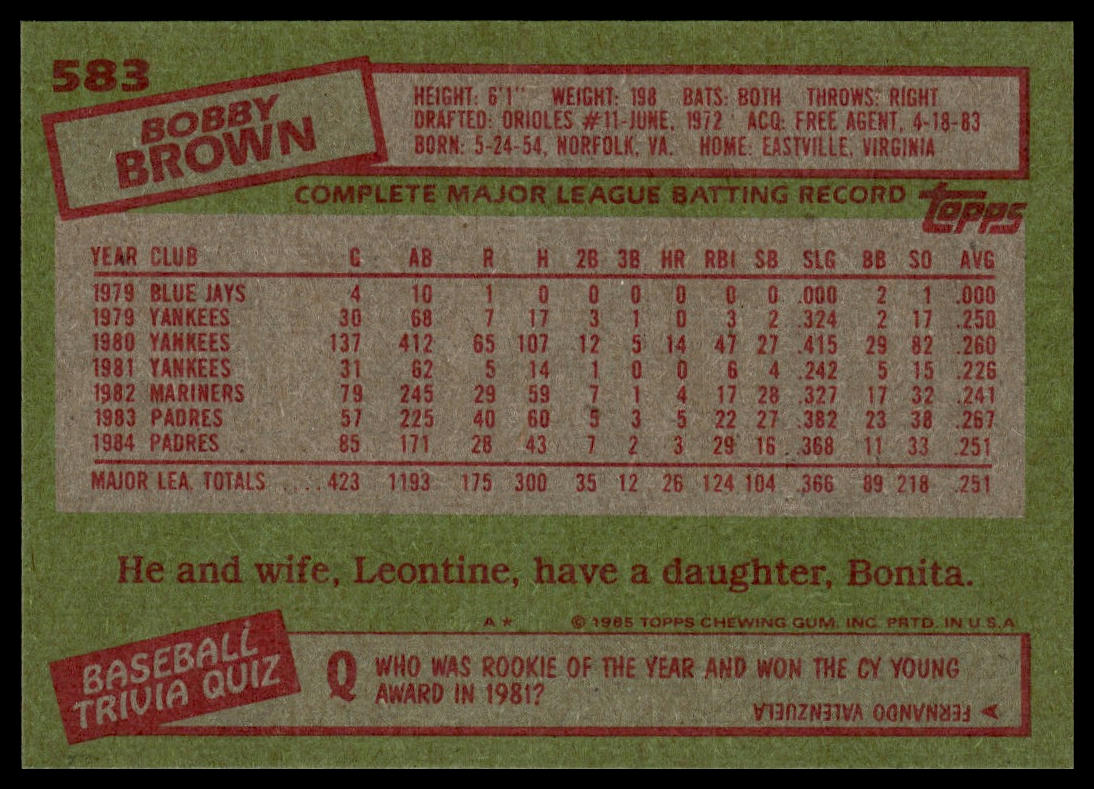 583
BOBBY
BROWN
HEIGHT: 6'1" WEIGHT: 198 BATS: BOTH THROWS: RIGHT
DRAFTED: ORIOLES #11-JUNE, 1972 ACQ: FREE AGENT, 4-18-83
BORN: 5-24-54, NORFOLK, VA. HOME: EASTVILLE, VIRGINIA
COMPLETE MAJOR LEAGUE BATTING RECORD
topps
YEAR CLUB G AB R H 2B 3B HR RBI SB SLG BB SO AVG
1979 BLUE JAYS 4 10 1 0 0 0 0 0 0 .000 2 1 .000
1979 YANKEES 30 68 7 17 3 1 0 3 2 .324 2 17 .250
1980 YANKEES 137 412 65 107 12 5 14 47 27 .415 29 82 .260
1981 YANKEES 31 62 5 14 1 0 0 6 4 .242 5 15 .226
1982 MARINERS 79 245 29 59 7 1 4 17 28 .327 17 32 .241
1983 PADRES 57 225 40 60 5 3 5 22 27 .382 23 38 .267
1984 PADRES 85 171 28 43 7 2 3 29 16 .368 11 33 .251
MAJOR LEA. TOTALS .... 423 1193 175 300 35 12 26 124 104 .366 89 218 .251
He and wife, Leontine, have a daughter, Bonita.
A* © 1985 TOPPS CHEWING GUM, INC. PRTD. IN U.S.A
BASEBALL
TRIVIA QUIZ
Q WHO WAS ROOKIE OF THE YEAR AND WON THE CY YOUNG
AWARD IN 1981?
FERNANDO VALENZUELA